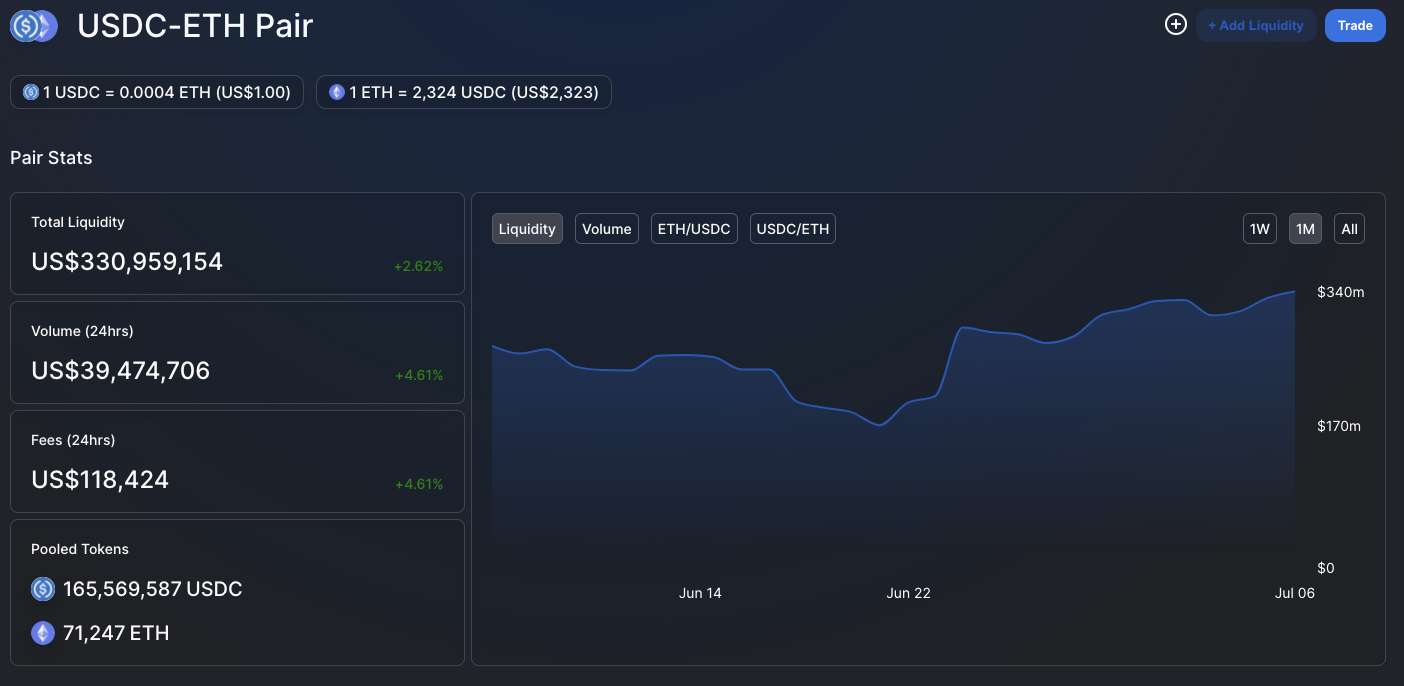 USDC-ETH Pair
+ Add Liquidity
Trade
1 USDC = 0.0004 ETH (US$1.00)
1 ETH = 2,324 USDC (US$2,323)
Pair Stats
Total Liquidity
US$330,959,154
+2.62%
Volume (24hrs)
US$39,474,706
+4.61%
Fees (24hrs)
US$118,424
+4.61%
Pooled Tokens
165,569,587 USDC
71,247 ETH
Liquidity
Volume
ETH/USDC
USDC/ETH
1W
1M
All
$340m
$170m
$0
Jun 14
Jun 22
Jul 06